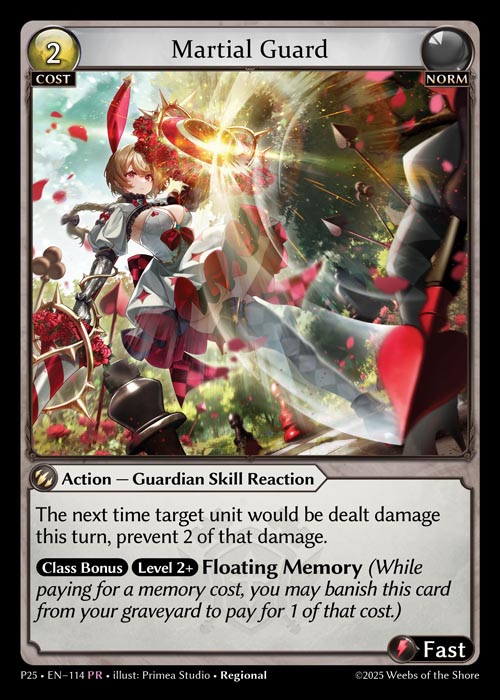 2
Martial Guard
COST
NORM
Action — Guardian Skill Reaction
The next time target unit would be dealt damage
this turn, prevent 2 of that damage.
Class Bonus Level 2+ Floating Memory (While
paying for a memory cost, you may banish this card
from your graveyard to pay for 1 of that cost.)
Fast
P25 • EN–114 PR • illust: Primea Studio • Regional
©2025 Weebs of the Shore